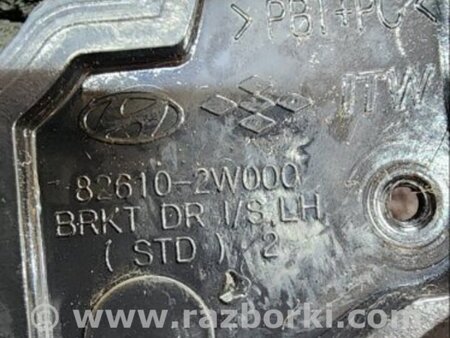 >PBT+PC<
ITW
82610-2W000
BRKT DR I/S LH
( STD ) 2
www.razborki.com